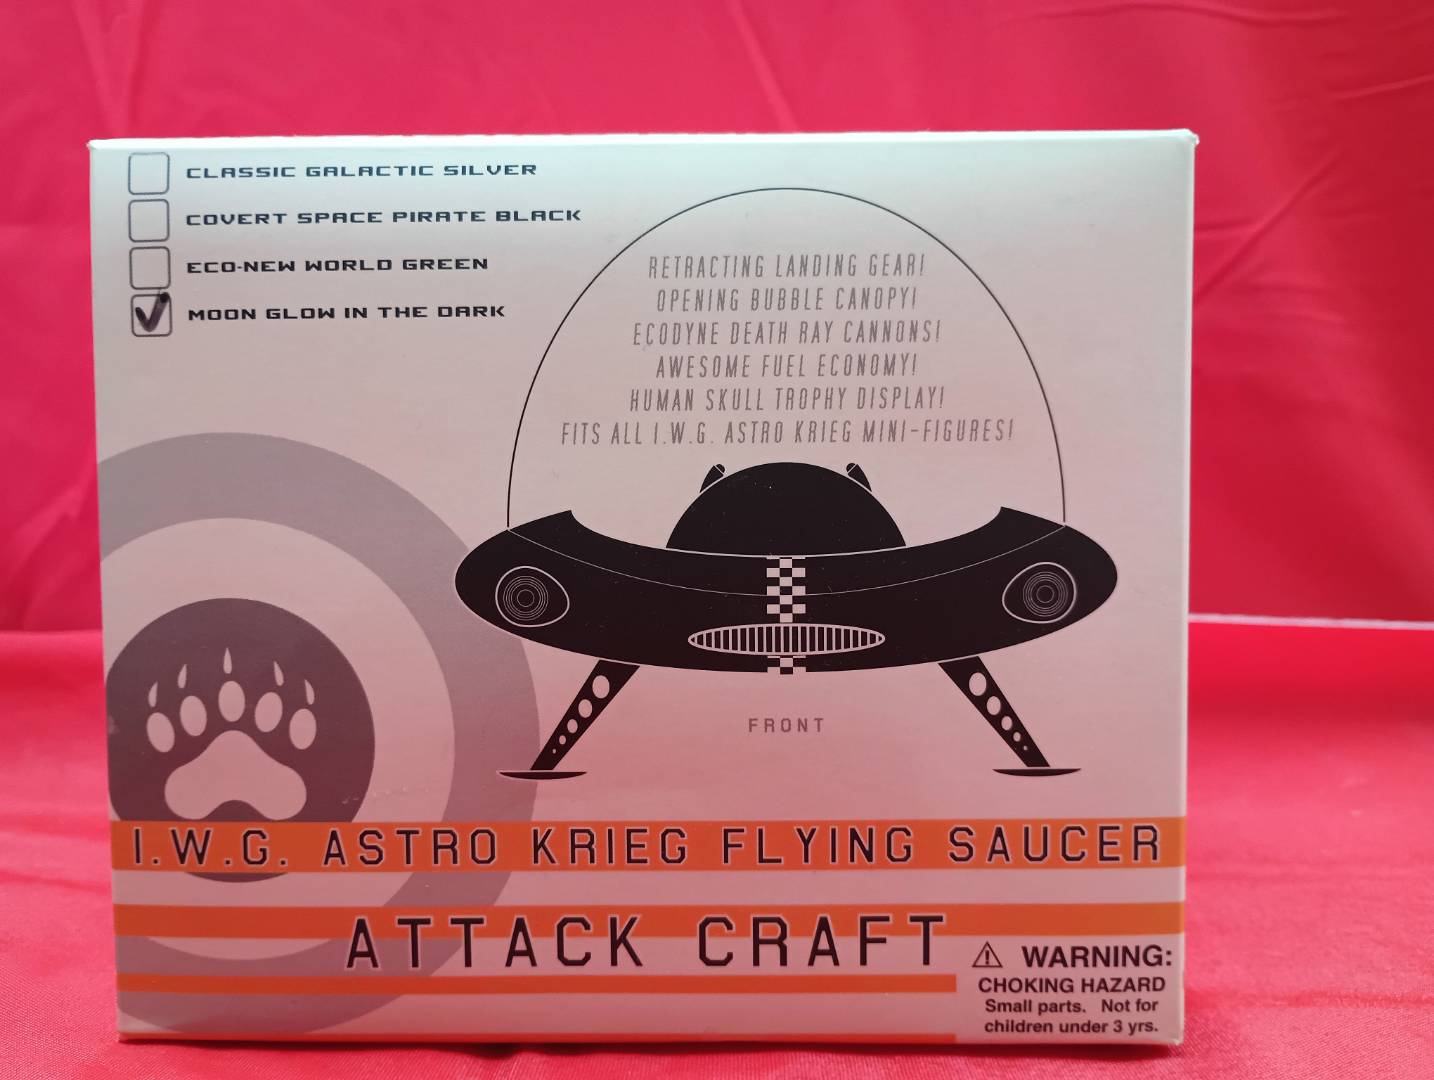 CLASSIC GALACTIC SILVER
COVERT SPACE PIRATE BLACK
ECO-NEW WORLD GREEN
MOON GLOW IN THE DARK
RETRACTING LANDING GEAR!
OPENING BUBBLE CANOPY!
ECODYNE DEATH RAY CANNONS!
AWESOME FUEL ECONOMY!
HUMAN SKULL TROPHY DISPLAY!
FITS ALL I.W.G. ASTRO KRIEG MINI-FIGURES!
FRONT
I.W.G. ASTRO KRIEG FLYING SAUCER
ATTACK CRAFT
WARNING:
CHOKING HAZARD
Small parts. Not for
children under 3 yrs.